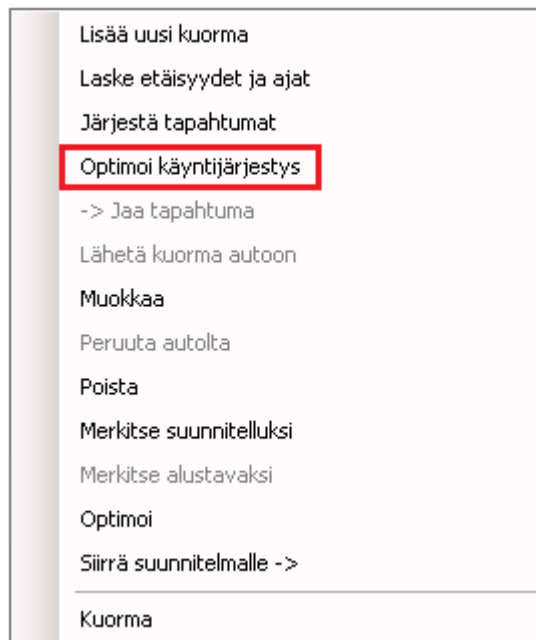 Lisää uusi kuorma
Laske etäisyydet ja ajat
Järjestä tapahtumat
Optimoi käyntijärjestys
-> Jaa tapahtuma
Lähetä kuorma autoon
Muokkaa
Peruuta autolta
Poista
Merkitse suunnitelluksi
Merkitse alustavaksi
Optimoi
Siirrä suunnitelmalle ->
Kuorma